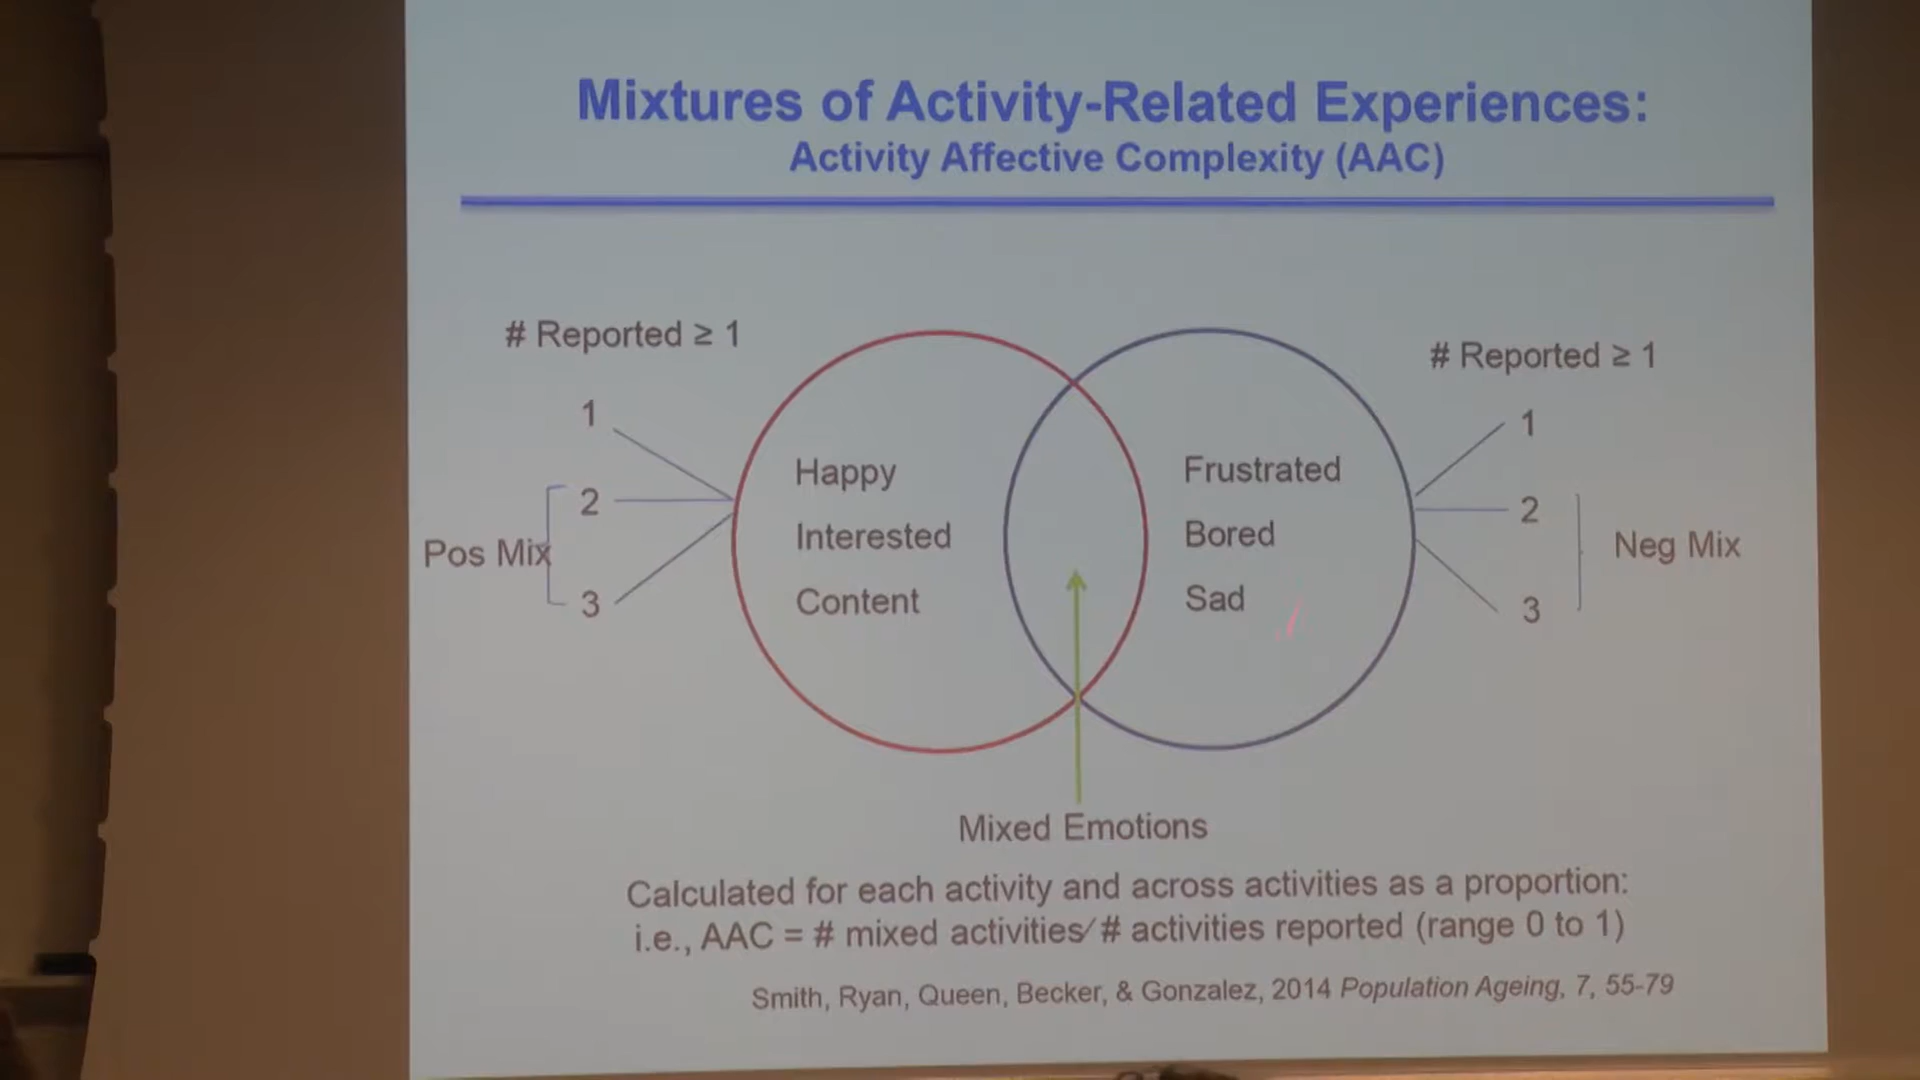 Mixtures of Activity-Related Experiences:
Activity Affective Complexity (AAC)
# Reported ≥ 1
1
2
3
Pos Mix
Happy
Interested
Content
Frustrated
Bored
Sad
# Reported ≥ 1
1
2
3
Neg Mix
Mixed Emotions
Calculated for each activity and across activities as a proportion:
i.e., AAC = # mixed activities/# activities reported (range 0 to 1)
Smith, Ryan, Queen, Becker, & Gonzalez, 2014 Population Ageing, 7, 55-79